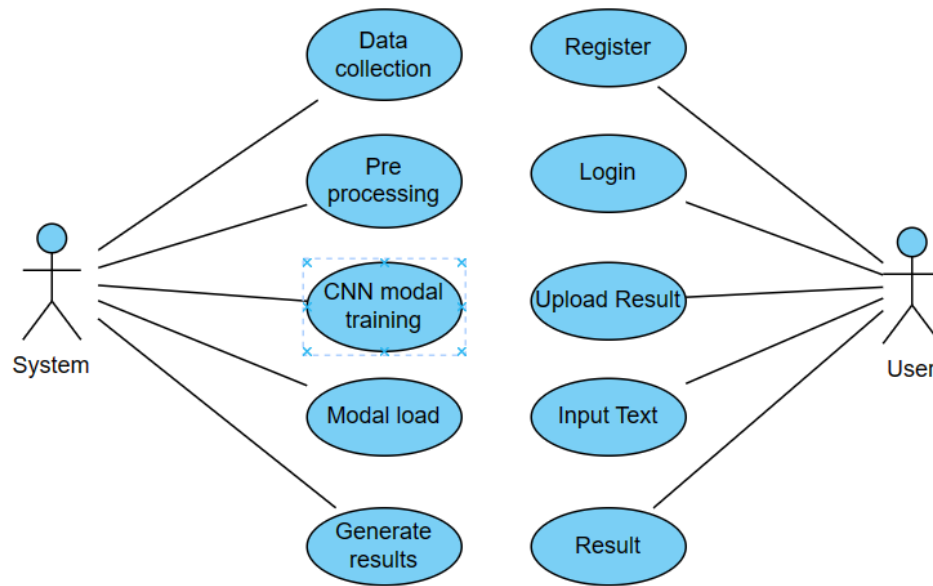 Data
collection
Register
Pre
processing
Login
CNN modal
training
Upload Result
System
User
Modal load
Input Text
Generate
results
Result